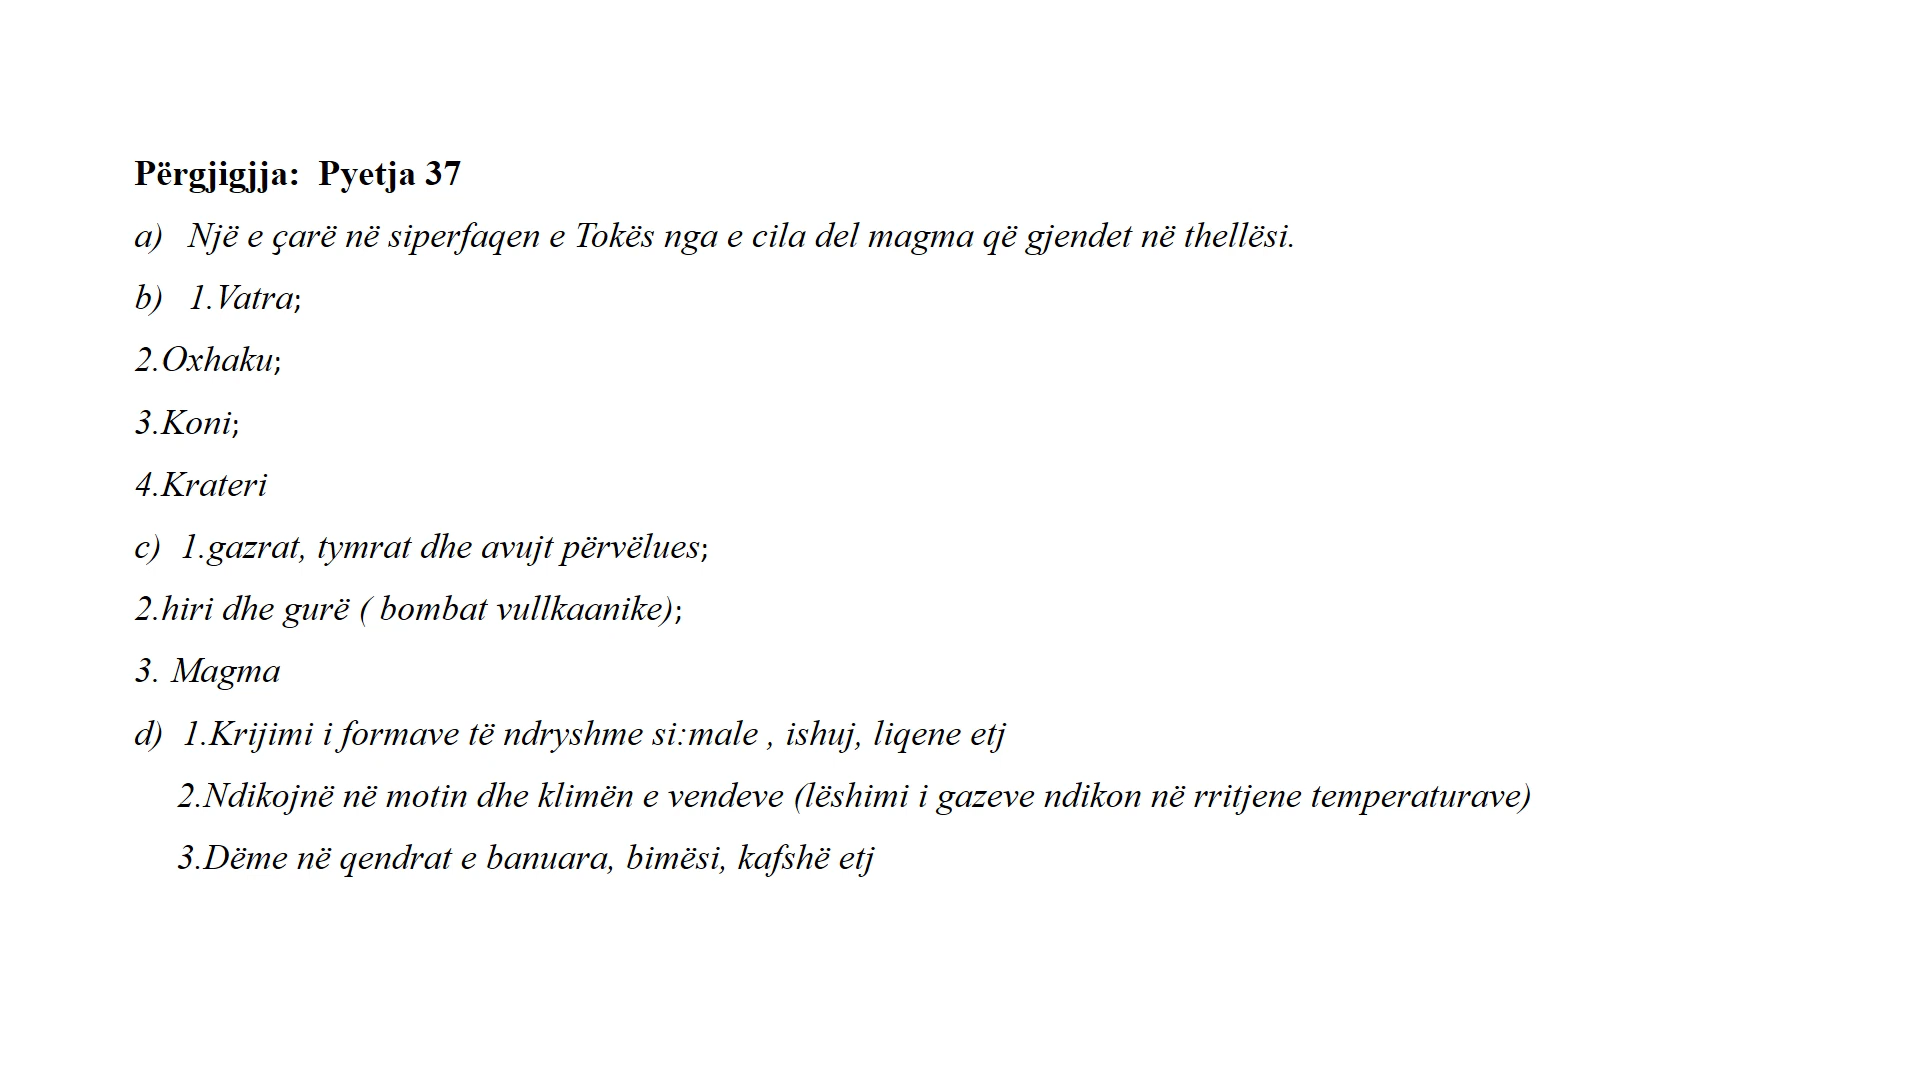 Përgjigjja:  Pyetja 37
a)   Një e çarë në siperfaqen e Tokës nga e cila del magma që gjendet në thellësi.
b)   1.Vatra;
2.Oxhaku;
3.Koni;
4.Krateri
c)  1.gazrat, tymrat dhe avujt përvëlues;
2.hiri dhe gurë ( bombat vullkaanike);
3. Magma
d)  1.Krijimi i formave të ndryshme si:male , ishuj, liqene etj
2.Ndikojnë në motin dhe klimën e vendeve (lëshimi i gazeve ndikon në rritjene temperaturave)
3.Dëme në qendrat e banuara, bimësi, kafshë etj